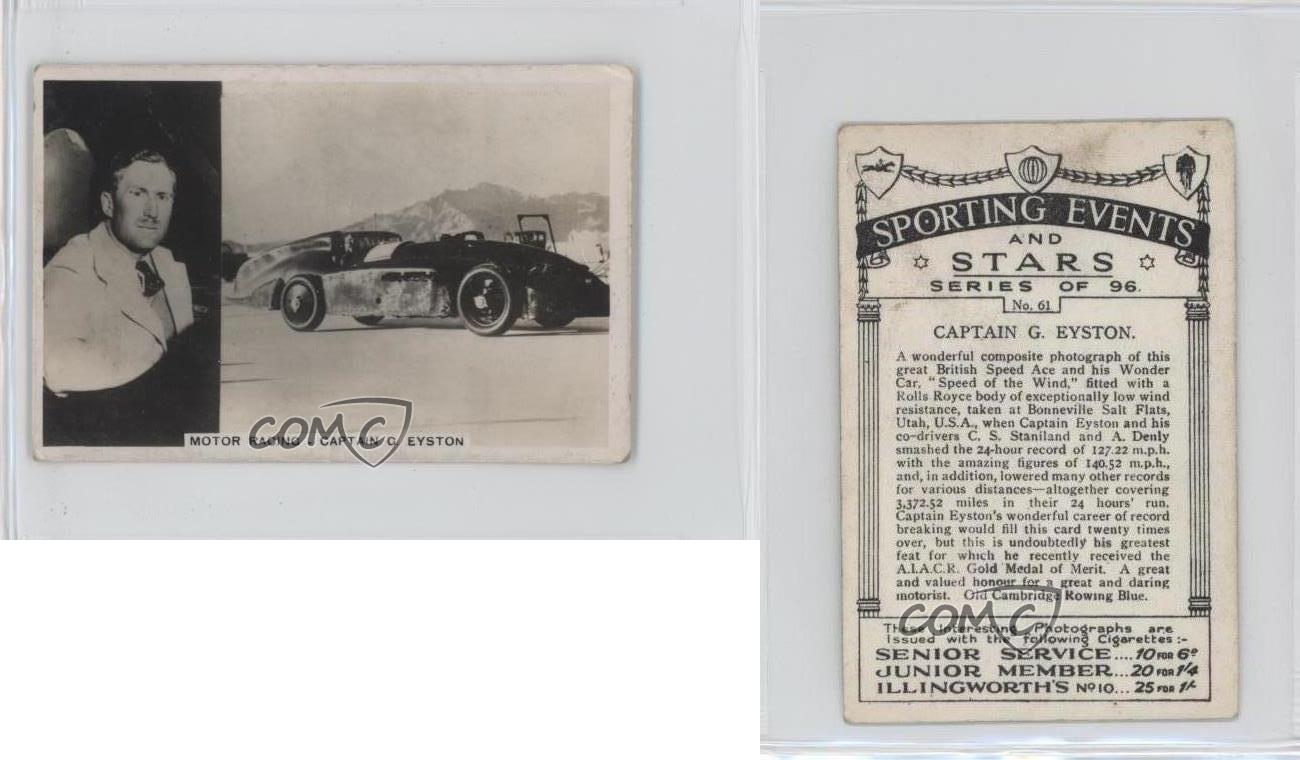 MOTOR RACING - CAPTAIN G. EYSTON
COMC
SPORTING EVENTS
AND
STARS
SERIES OF 96.
No. 61
CAPTAIN G. EYSTON.
A wonderful composite photograph of this
great British Speed Ace and his Wonder
Car, "Speed of the Wind," fitted with a
Rolls Royce body of exceptionally low wind
resistance, taken at Bonneville Salt Flats,
Utah, U.S.A., when Captain Eyston and his
co-drivers C. S. Staniland and A. Denly
smashed the 24-hour record of 127.22 m.p.h.
with the amazing figures of 140.52 m.p.h.,
and, in addition, lowered many other records
for various distances—altogether covering
3,372.52 miles in their 24 hours' run.
Captain Eyston's wonderful career of record
breaking would fill this card twenty times
over, but this is undoubtedly his greatest
feat for which he recently received the
A.I.A.C.R. Gold Medal of Merit. A great
and valued honour for a great and daring
motorist. Old Cambridge Rowing Blue.
COMC
These Interesting Photographs are
Issued with the following Cigarettes :-
SENIOR SERVICE.... 10 FOR 6D
JUNIOR MEMBER... 20 FOR 1/4
ILLINGWORTH'S No 10... 25 FOR 1/-